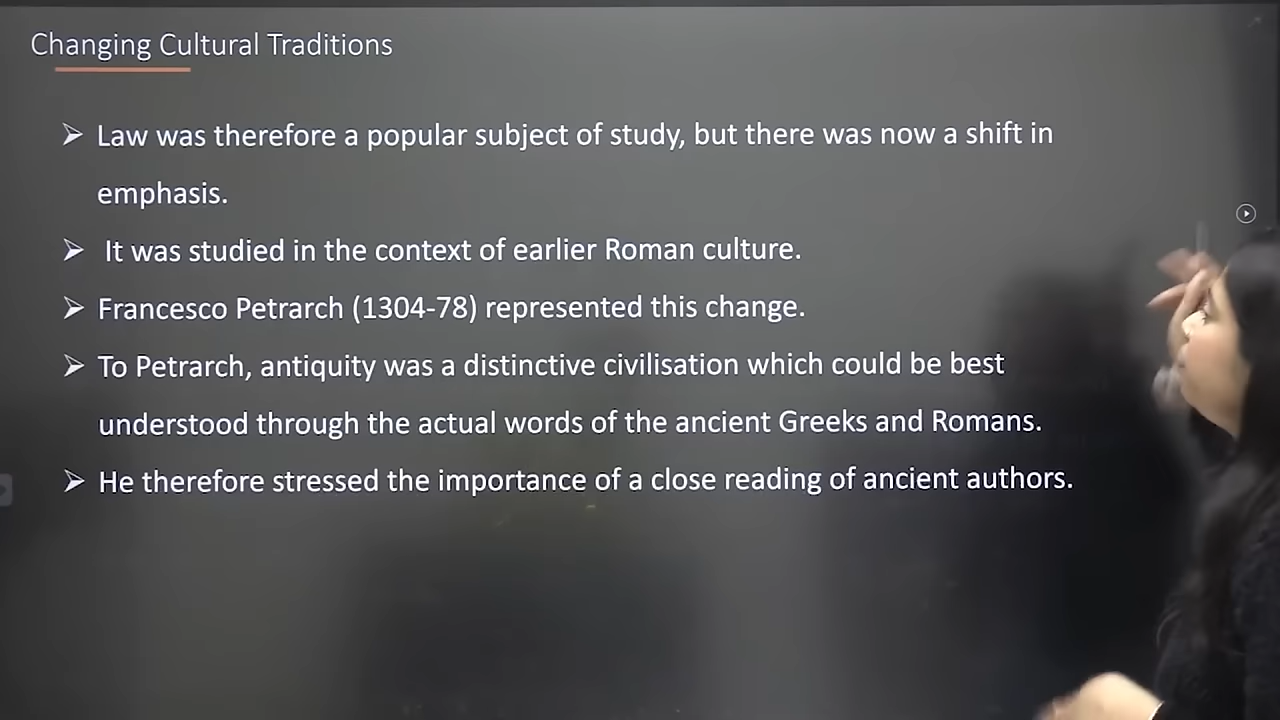 Changing Cultural Traditions
➢ Law was therefore a popular subject of study, but there was now a shift in
emphasis.
➢ It was studied in the context of earlier Roman culture.
➢ Francesco Petrarch (1304-78) represented this change.
➢ To Petrarch, antiquity was a distinctive civilisation which could be best
understood through the actual words of the ancient Greeks and Romans.
➢ He therefore stressed the importance of a close reading of ancient authors.